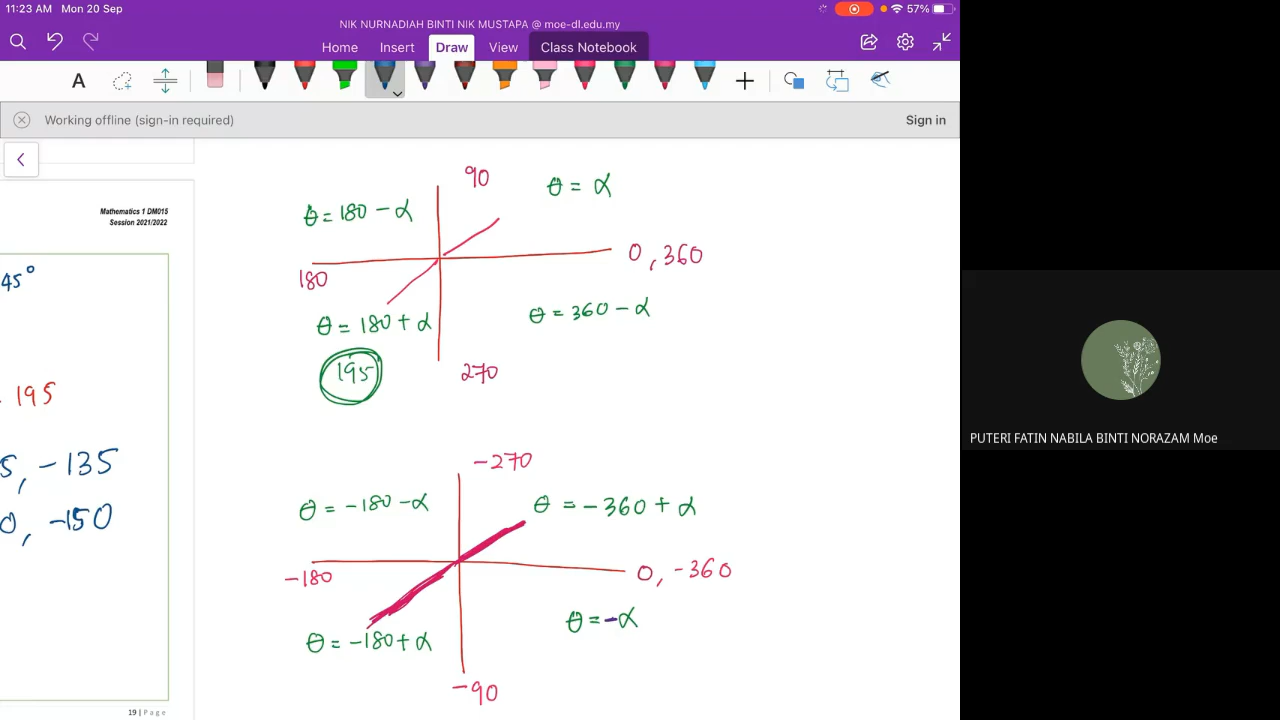 11:23 AM Mon 20 Sep
57%
NIK NURNADIAH BINTI NIK MUSTAPA @ moe-dl.edu.my
Home Insert Draw View Class Notebook
A
Working offline (sign-in required) Sign in
Mathematics 1 DM015
Session 2021/2022
45°
195
5, -135
0, -150
19 | Page
90
θ = α
θ = 180 - α
0, 360
180
θ = 180 + α
θ = 360 - α
195
270
-270
θ = -180 - α
θ = -360 + α
-180
0, -360
θ = -180 + α
θ = -α
-90
PUTERI FATIN NABILA BINTI NORAZAM Moe